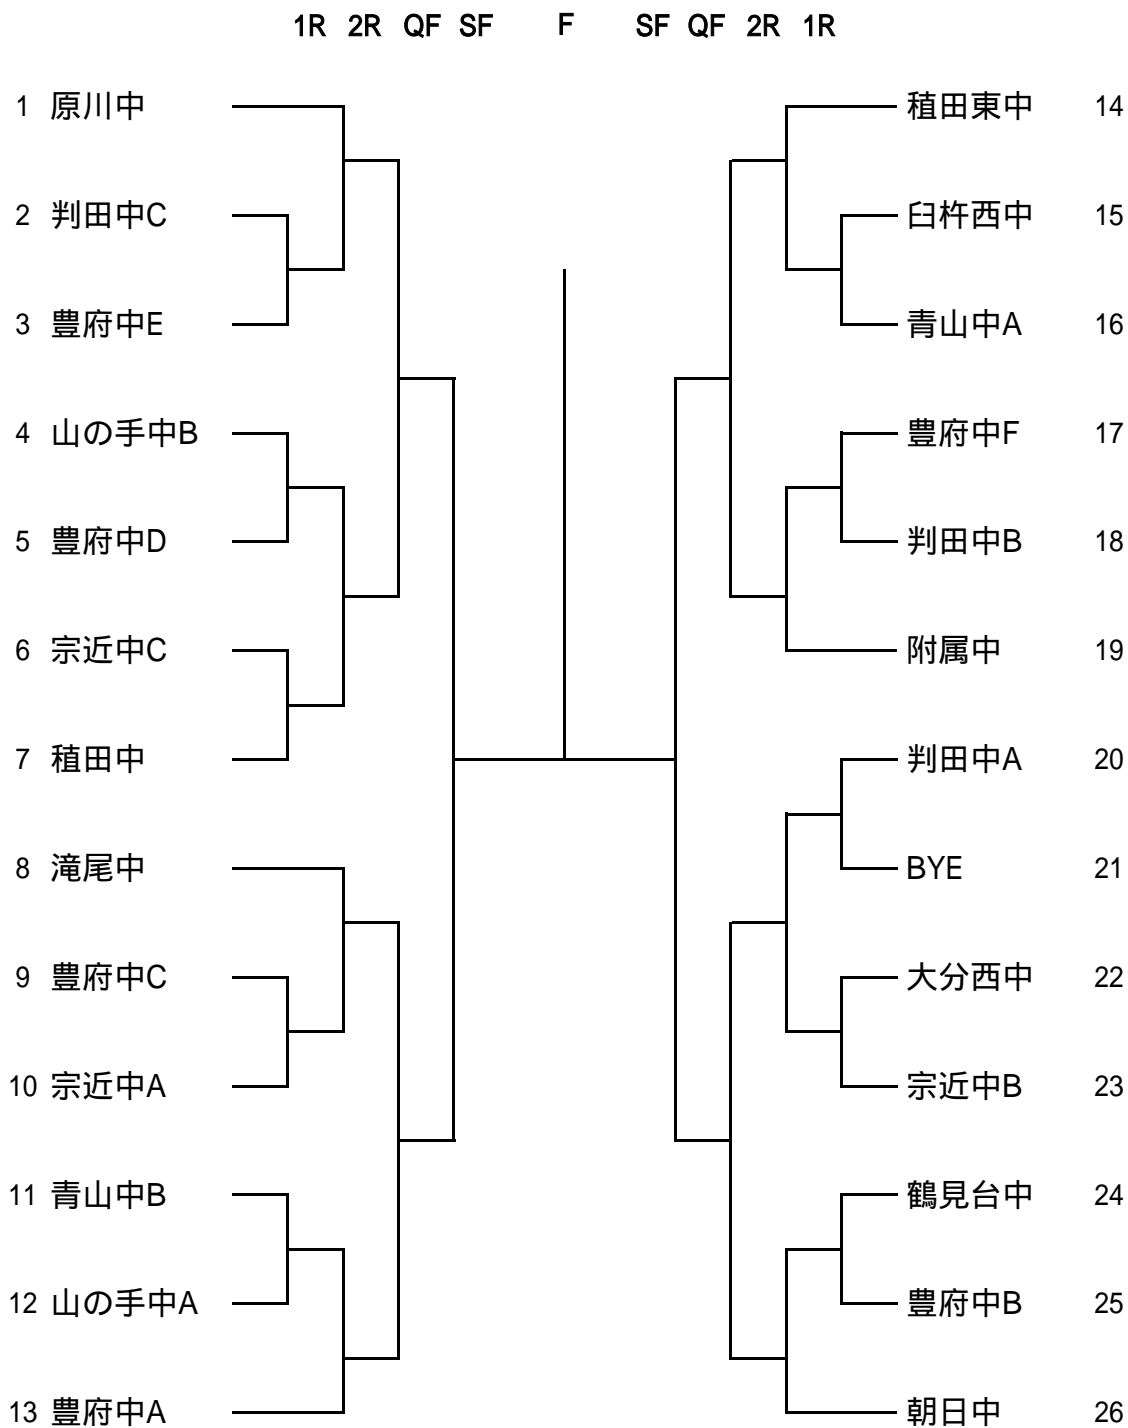 1R 2R QF SF F SF QF 2R 1R
1 原川中 稙田東中 14
2 判田中C 臼杵西中 15
3 豊府中E 青山中A 16
4 山の手中B 豊府中F 17
5 豊府中D 判田中B 18
6 宗近中C 附属中 19
7 稙田中 判田中A 20
8 滝尾中 BYE 21
9 豊府中C 大分西中 22
10 宗近中A 宗近中B 23
11 青山中B 鶴見台中 24
12 山の手中A 豊府中B 25
13 豊府中A 朝日中 26